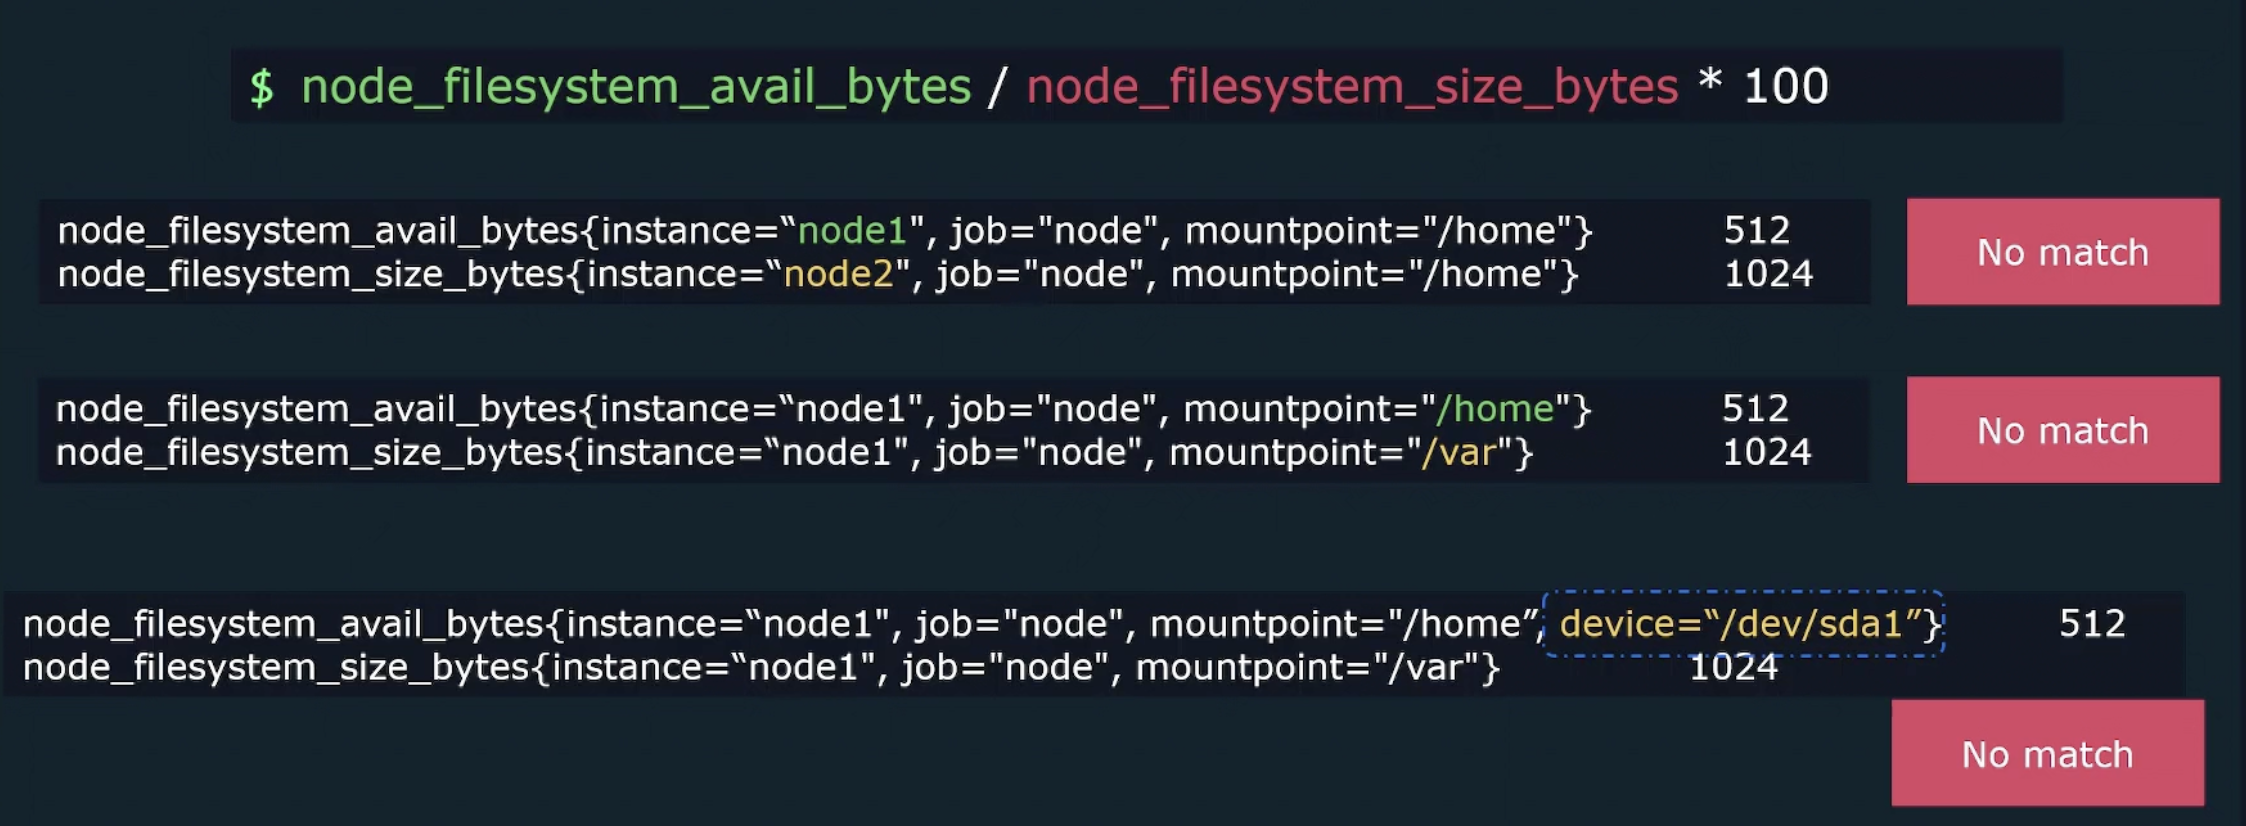 $ node_filesystem_avail_bytes / node_filesystem_size_bytes * 100
node_filesystem_avail_bytes{instance=“node1", job="node", mountpoint="/home"} 512
node_filesystem_size_bytes{instance=“node2", job="node", mountpoint="/home"} 1024
No match
node_filesystem_avail_bytes{instance=“node1", job="node", mountpoint="/home"} 512
node_filesystem_size_bytes{instance=“node1", job="node", mountpoint="/var"} 1024
No match
node_filesystem_avail_bytes{instance=“node1", job="node", mountpoint="/home”, device=“/dev/sda1”} 512
node_filesystem_size_bytes{instance=“node1", job="node", mountpoint="/var"} 1024
No match